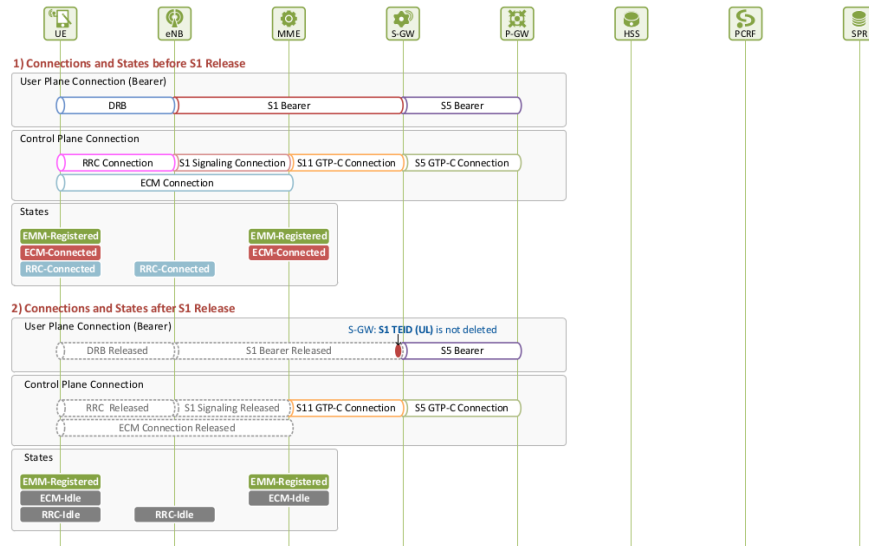 UE eNB MME S-GW P-GW HSS PCRF SPR
1) Connections and States before S1 Release
User Plane Connection (Bearer)
DRB S1 Bearer S5 Bearer
Control Plane Connection
RRC Connection S1 Signaling Connection S11 GTP-C Connection S5 GTP-C Connection
ECM Connection
States
EMM-Registered EMM-Registered
ECM-Connected ECM-Connected
RRC-Connected RRC-Connected
2) Connections and States after S1 Release
User Plane Connection (Bearer) S-GW: S1 TEID (UL) is not deleted
DRB Released S1 Bearer Released S5 Bearer
Control Plane Connection
RRC Released S1 Signaling Released S11 GTP-C Connection S5 GTP-C Connection
ECM Connection Released
States
EMM-Registered EMM-Registered
ECM-Idle ECM-Idle
RRC-Idle RRC-Idle